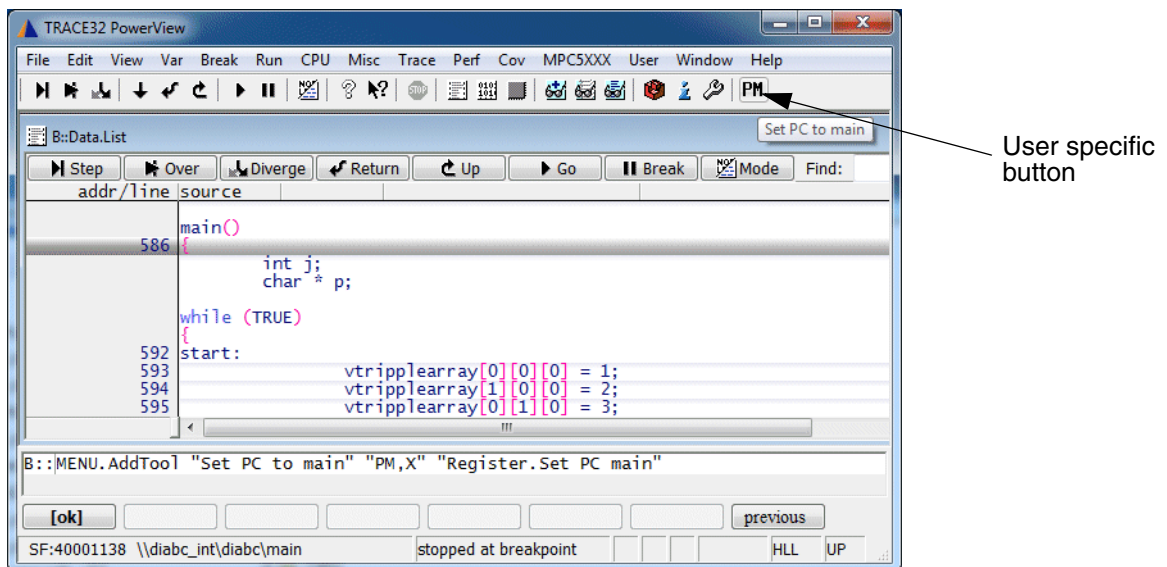 TRACE32 PowerView
File Edit View Var Break Run CPU Misc Trace Perf Cov MPC5XXX User Window Help
PM
Set PC to main
User specific
button
B::Data.List
Step Over Diverge Return Up Go Break Mode Find:
addr/line source
main()
586 {
int j;
char * p;
while (TRUE)
{
592 start:
593 vtripplearray[0][0][0] = 1;
594 vtripplearray[1][0][0] = 2;
595 vtripplearray[0][1][0] = 3;
B::MENU.AddTool "Set PC to main" "PM,X" "Register.Set PC main"
[ok] previous
SF:40001138 \\diabc_int\diabc\main stopped at breakpoint HLL UP